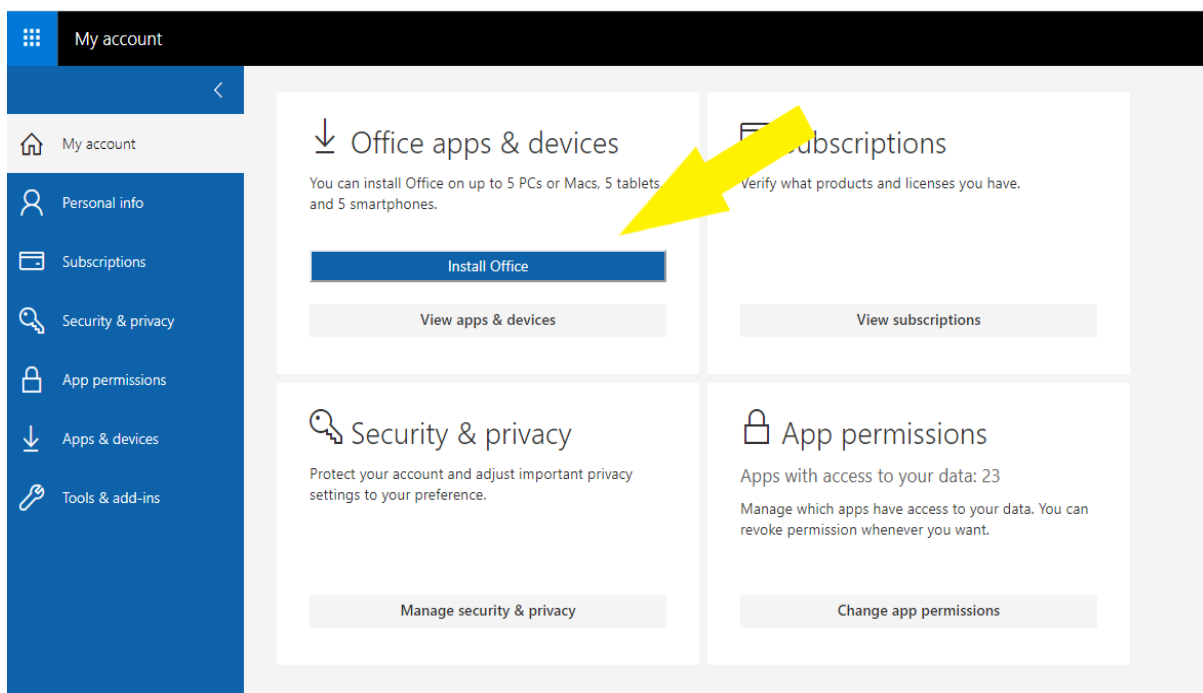 My account
My account
Personal info
Subscriptions
Security & privacy
App permissions
Apps & devices
Tools & add-ins
Office apps & devices
You can install Office on up to 5 PCs or Macs, 5 tablets,
and 5 smartphones.
Install Office
View apps & devices
Subscriptions
Verify what products and licenses you have.
View subscriptions
Security & privacy
Protect your account and adjust important privacy
settings to your preference.
Manage security & privacy
App permissions
Apps with access to your data: 23
Manage which apps have access to your data. You can
revoke permission whenever you want.
Change app permissions